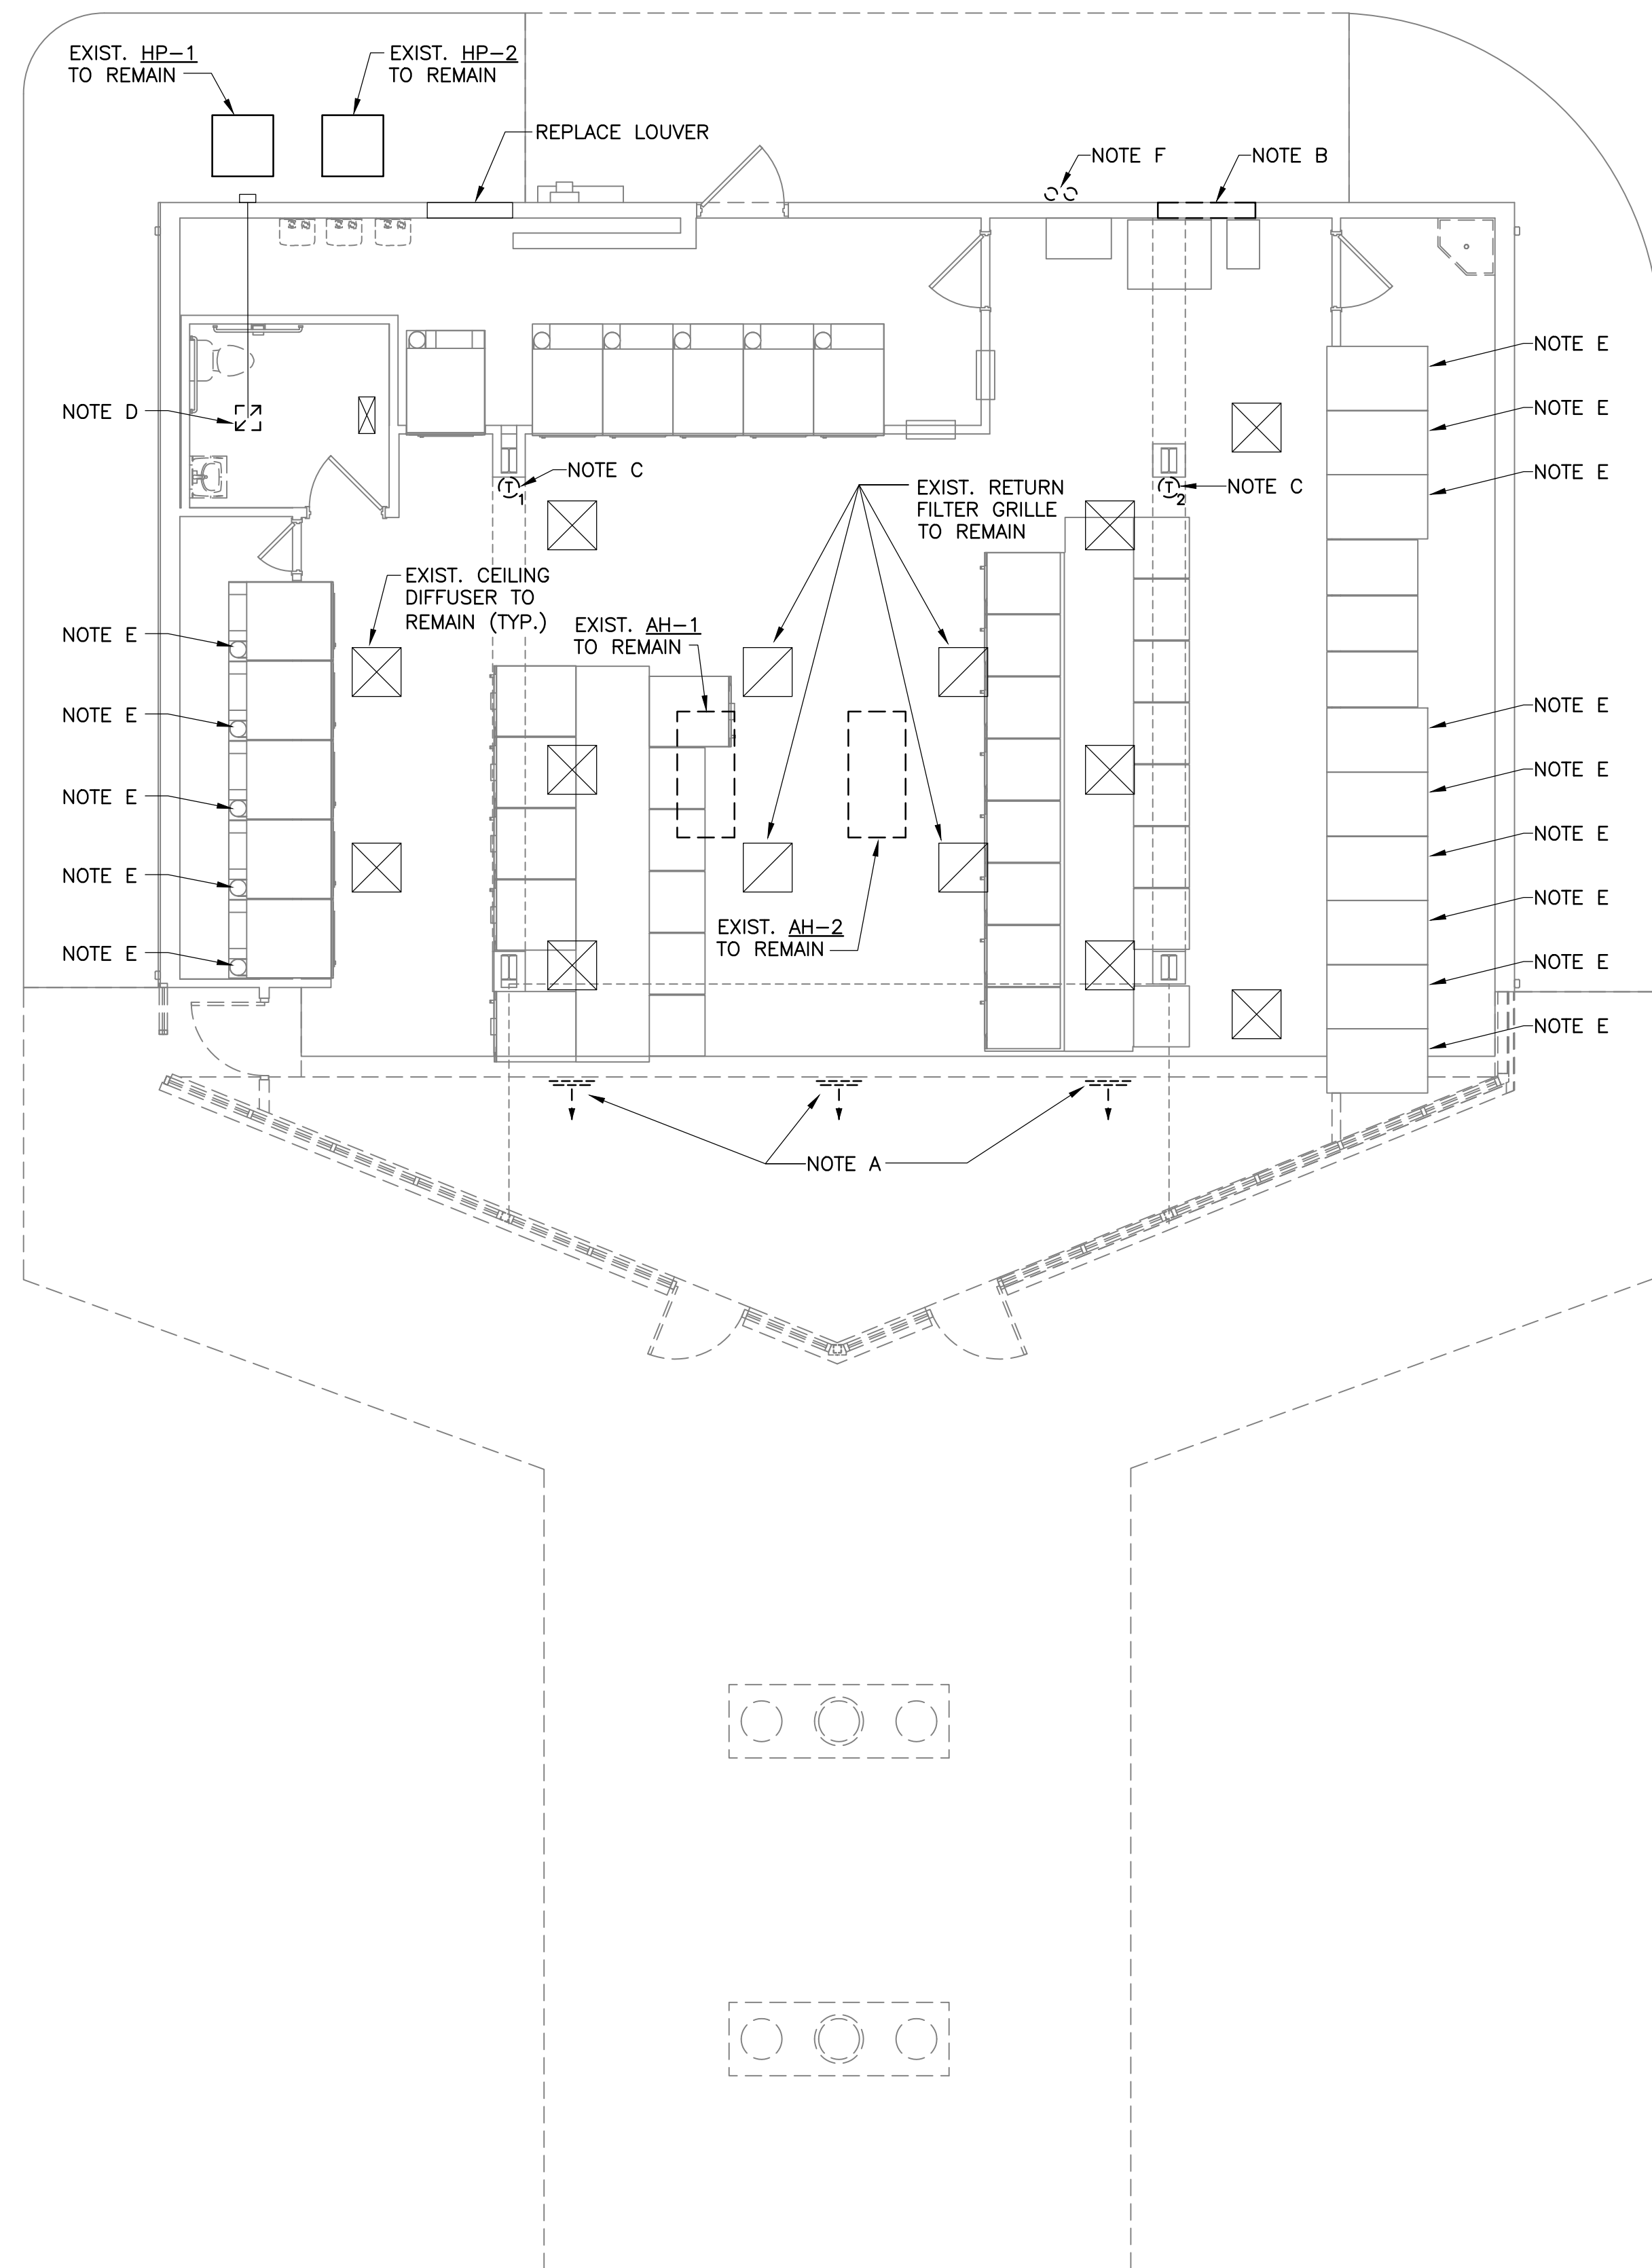 EXIST. HP-1
TO REMAIN
EXIST. HP-2
TO REMAIN
REPLACE LOUVER
NOTE F
NOTE B
NOTE E
NOTE D
NOTE E
NOTE C
1
NOTE E
EXIST. RETURN
FILTER GRILLE
TO REMAIN
T
T
2
NOTE C
EXIST. CEILING
DIFFUSER TO
REMAIN (TYP.)
EXIST. AH-1
TO REMAIN
NOTE E
NOTE E
NOTE E
NOTE E
NOTE E
NOTE E
NOTE E
NOTE E
NOTE E
EXIST. AH-2
TO REMAIN
NOTE E
NOTE E
NOTE A